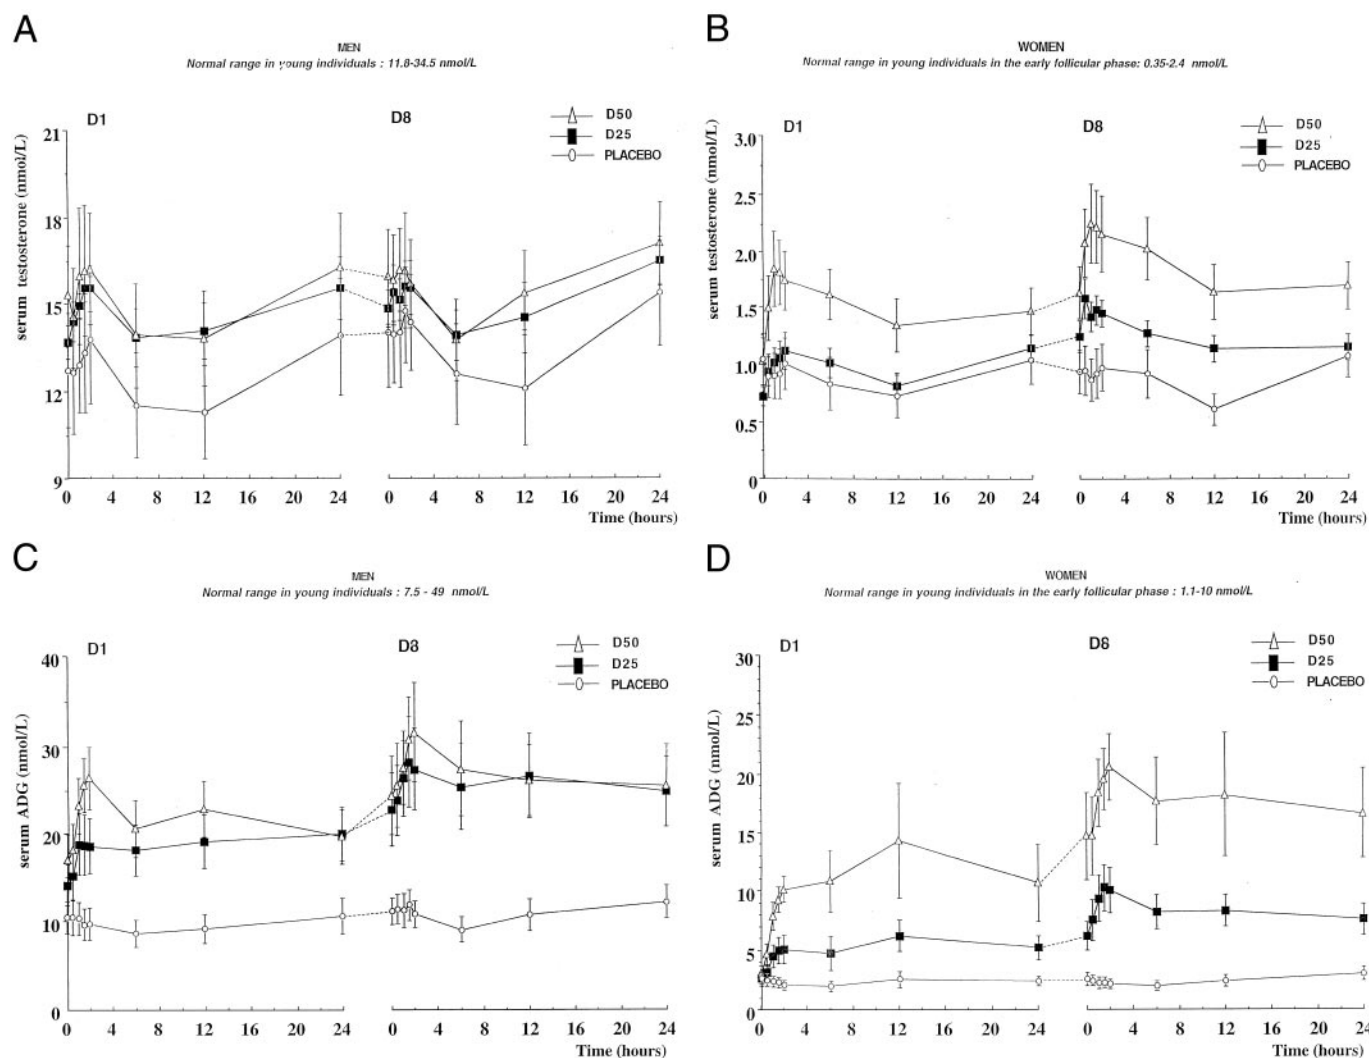 A
MEN
Normal range in young individuals : 11.8-34.5 nmol/L
D1
D8
D50
D25
PLACEBO
serum testosterone (nmol/L)
21
18
15
12
9
0 4 8 12 16 20 24 0 4 8 12 16 20 24
Time (hours)
B
WOMEN
Normal range in young individuals in the early follicular phase: 0.35-2.4 nmol/L
D1
D8
D50
D25
PLACEBO
serum testosterone (nmol/L)
3.0
2.5
2.0
1.5
1.0
0.5
0
0 4 8 12 16 20 24 0 4 8 12 16 20 24
Time (hours)
C
MEN
Normal range in young individuals : 7.5 - 49 nmol/L
D1
D8
D50
D25
PLACEBO
serum ADG (nmol/L)
40
30
20
10
0
0 4 8 12 16 20 24 0 4 8 12 16 20 24
Time (hours)
D
WOMEN
Normal range in young individuals in the early follicular phase : 1.1-10 nmol/L
D1
D8
D50
D25
PLACEBO
serum ADG (nmol/L)
30
25
20
15
10
5
0
0 4 8 12 16 20 24 0 4 8 12 16 20 24
Time (hours)